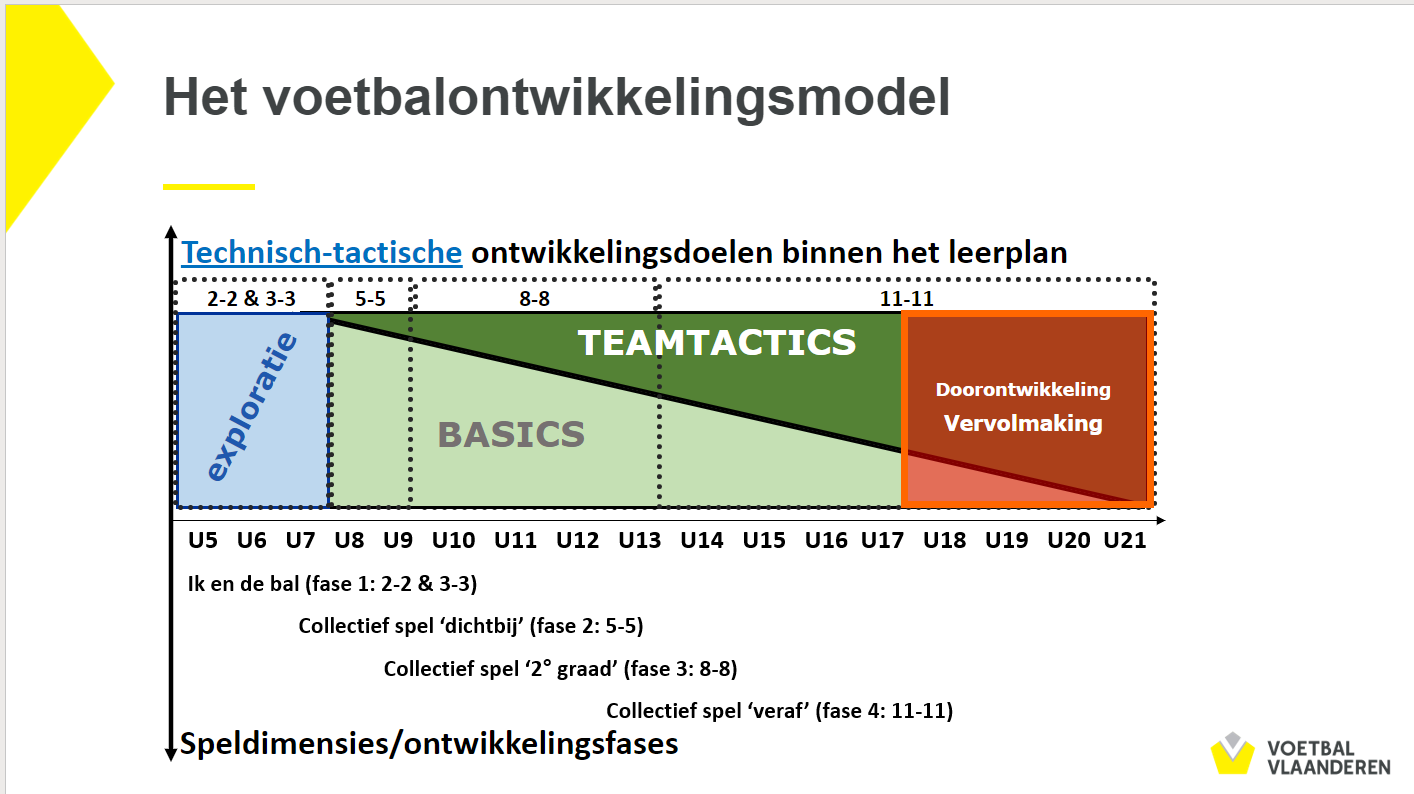 Het voetbalontwikkelingsmodel
Technisch-tactische ontwikkelingsdoelen binnen het leerplan
2-2 & 3-3 5-5 8-8 11-11
exploratie
TEAMTACTICS
BASICS
Doorontwikkeling
Vervolmaking
U5 U6 U7 U8 U9 U10 U11 U12 U13 U14 U15 U16 U17 U18 U19 U20 U21
Ik en de bal (fase 1: 2-2 & 3-3)
Collectief spel ‘dichtbij’ (fase 2: 5-5)
Collectief spel ‘2° graad’ (fase 3: 8-8)
Collectief spel ‘veraf’ (fase 4: 11-11)
Speldimensies/ontwikkelingsfases
VOETBAL
VLAANDEREN